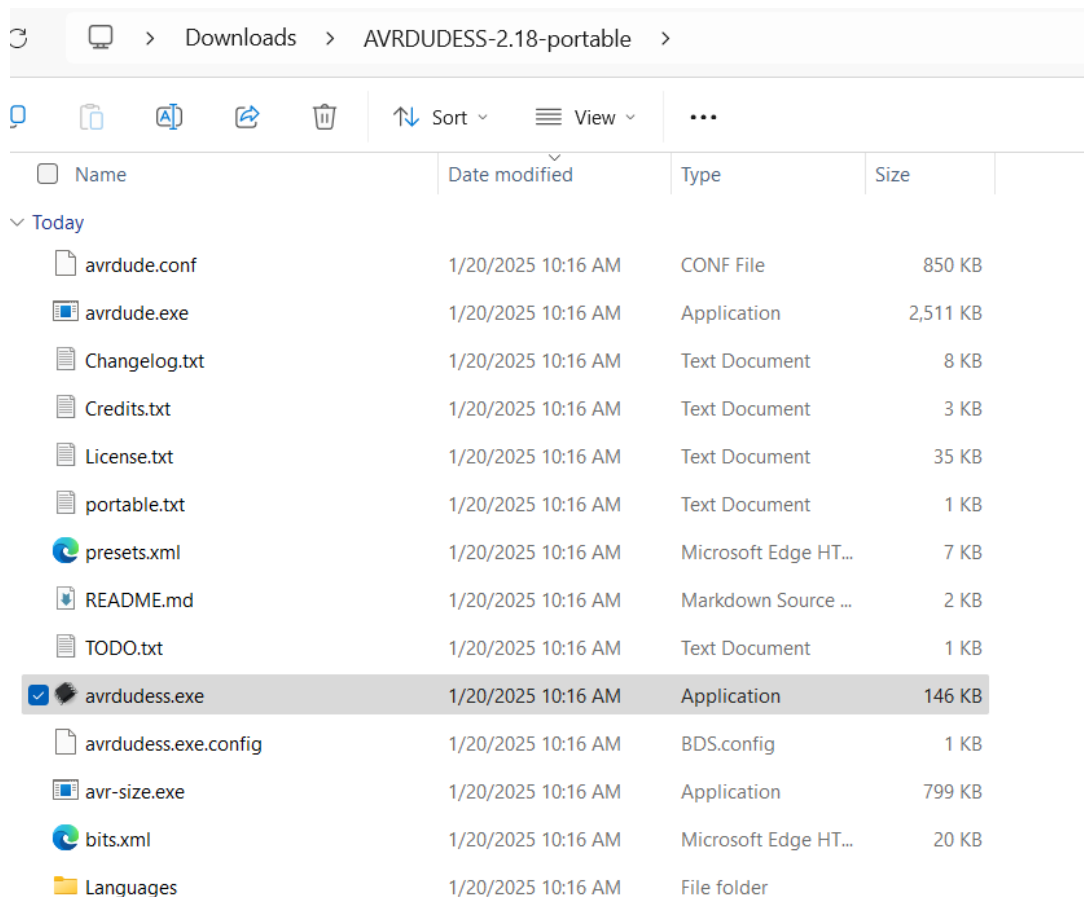 Downloads > AVRDUDESS-2.18-portable >
Sort View
Name Date modified Type Size
Today
avrdude.conf 1/20/2025 10:16 AM CONF File 850 KB
avrdude.exe 1/20/2025 10:16 AM Application 2,511 KB
Changelog.txt 1/20/2025 10:16 AM Text Document 8 KB
Credits.txt 1/20/2025 10:16 AM Text Document 3 KB
License.txt 1/20/2025 10:16 AM Text Document 35 KB
portable.txt 1/20/2025 10:16 AM Text Document 1 KB
presets.xml 1/20/2025 10:16 AM Microsoft Edge HT... 7 KB
README.md 1/20/2025 10:16 AM Markdown Source ... 2 KB
TODO.txt 1/20/2025 10:16 AM Text Document 1 KB
avrdudess.exe 1/20/2025 10:16 AM Application 146 KB
avrdudess.exe.config 1/20/2025 10:16 AM BDS.config 1 KB
avr-size.exe 1/20/2025 10:16 AM Application 799 KB
bits.xml 1/20/2025 10:16 AM Microsoft Edge HT... 20 KB
Languages 1/20/2025 10:16 AM File folder